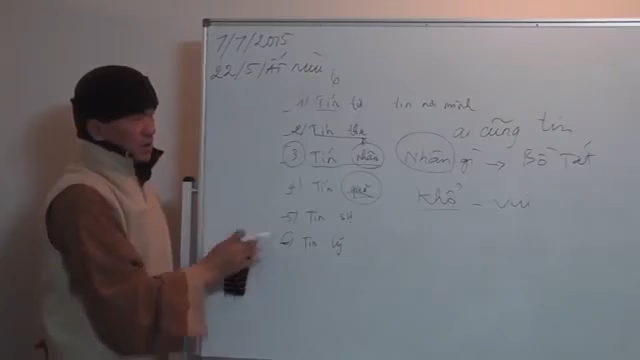 1/7/2015
22/5/Ất mùi
6
1/ Tín tự tin nơi mình
2/ Tín tha ai cũng tin
3 Tín nhân Nhân gì → Bồ Tát
4/ Tín quả Khổ - vui
5/ Tín sự
6/ Tín lý